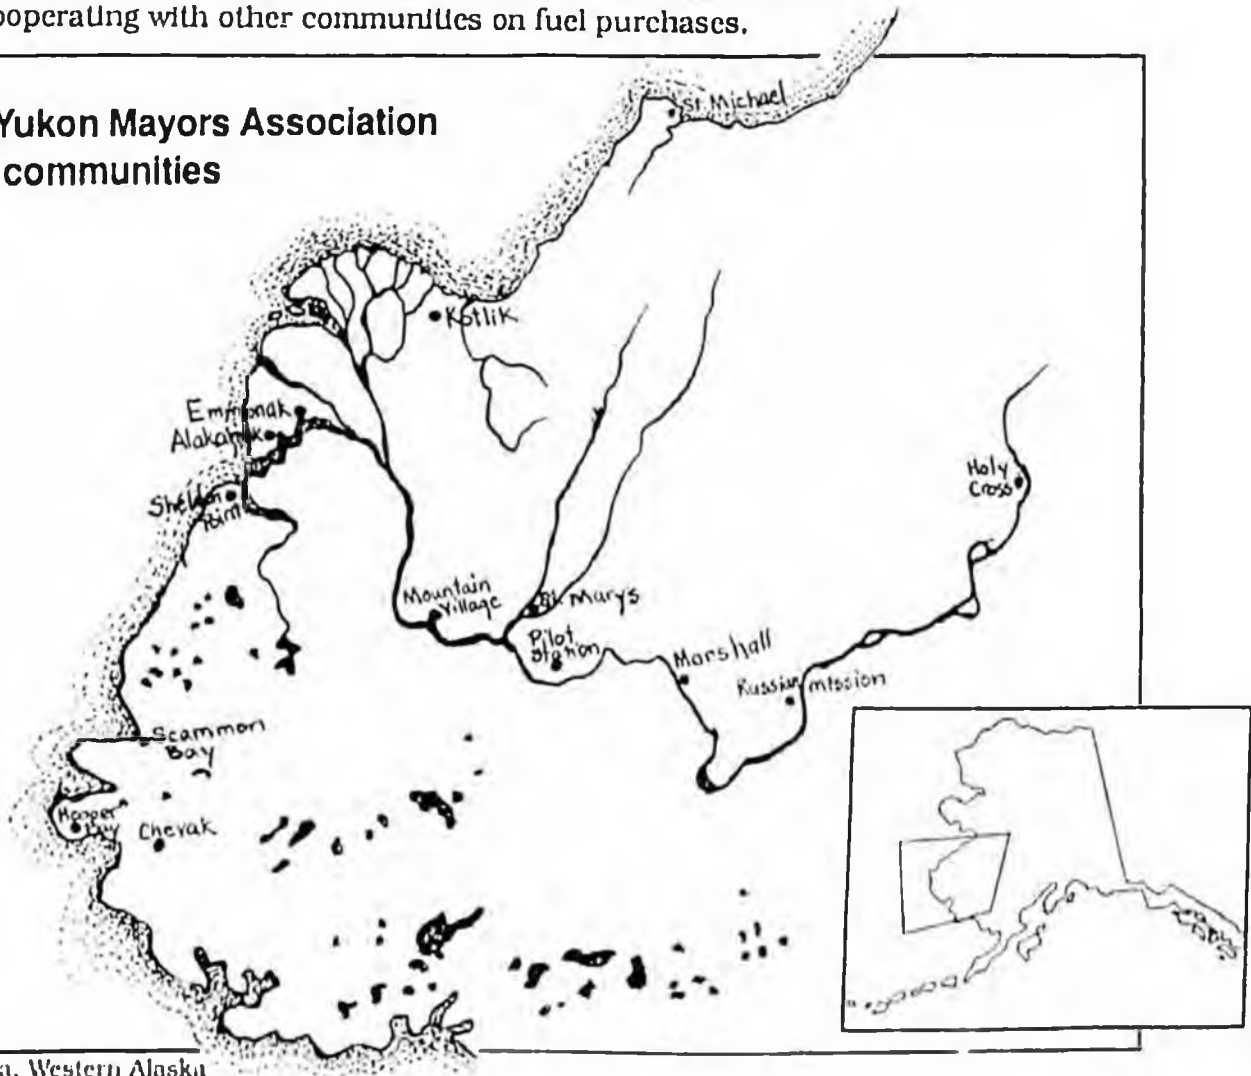 ooperating with other communities on fuel purchases.
Yukon Mayors Association
communities
St. Michael
Kotlik
Emmonak
Alakanuk
Sheldon
Point
Holy
Cross
Mountain
Village
St. Marys
Pilot
Station
Marshall
Russian mission
Scammon
Bay
Hooper
Bay
Chevak
a. Western Alaska